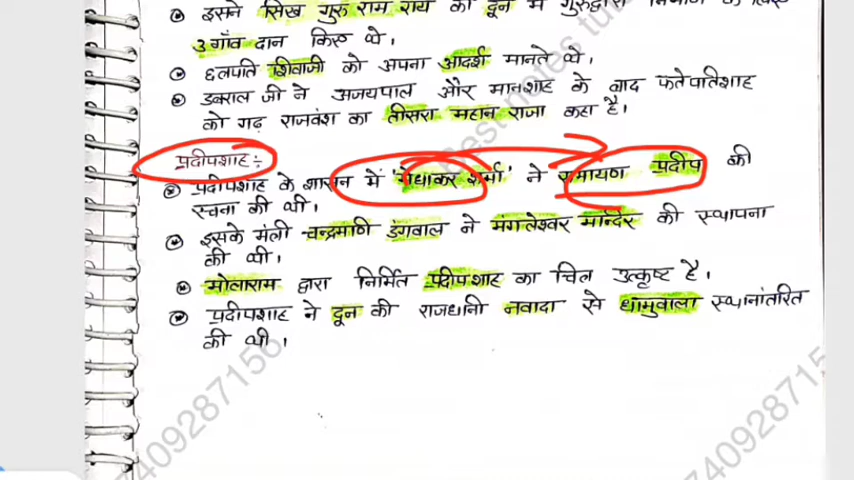 इसने सिख गुरु राम राय को दून में गुरुद्वारा
3 गाँव दान किए थे।
छत्रपति शिवाजी को अपना आदर्श मानते थे।
डबराल जी ने अजयपाल और मानशाह के बाद फतेपतिशाह
को गढ़ राजवंश का तीसरा महान राजा कहा है।
प्रदीपशाह :-
प्रदीपशाह के शासन में 'मेधाकर शर्मा' ने रामायण प्रदीप की
रचना की थी।
इसके मंत्री चन्द्रमणि डंगवाल ने मंगलेश्वर मन्दिर की स्थापना
की थी।
मोलाराम द्वारा निर्मित प्रदीपशाह का चित्र उत्कृष्ट है।
प्रदीपशाह ने दून की राजधानी नवादा से धामुवाला स्थानांतरित
की थी।
7409287156
7409287156